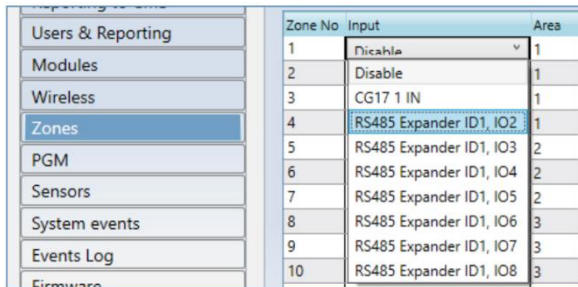 Users & Reporting
Modules
Wireless
Zones
PGM
Sensors
System events
Events Log
Firmware
Zone No Input Area
1 Disable 1
2 Disable 1
3 CG17 1 IN 1
4 RS485 Expander ID1, IO2 1
5 RS485 Expander ID1, IO3 2
6 RS485 Expander ID1, IO4 2
7 RS485 Expander ID1, IO5 2
8 RS485 Expander ID1, IO6 3
9 RS485 Expander ID1, IO7 3
10 RS485 Expander ID1, IO8 3